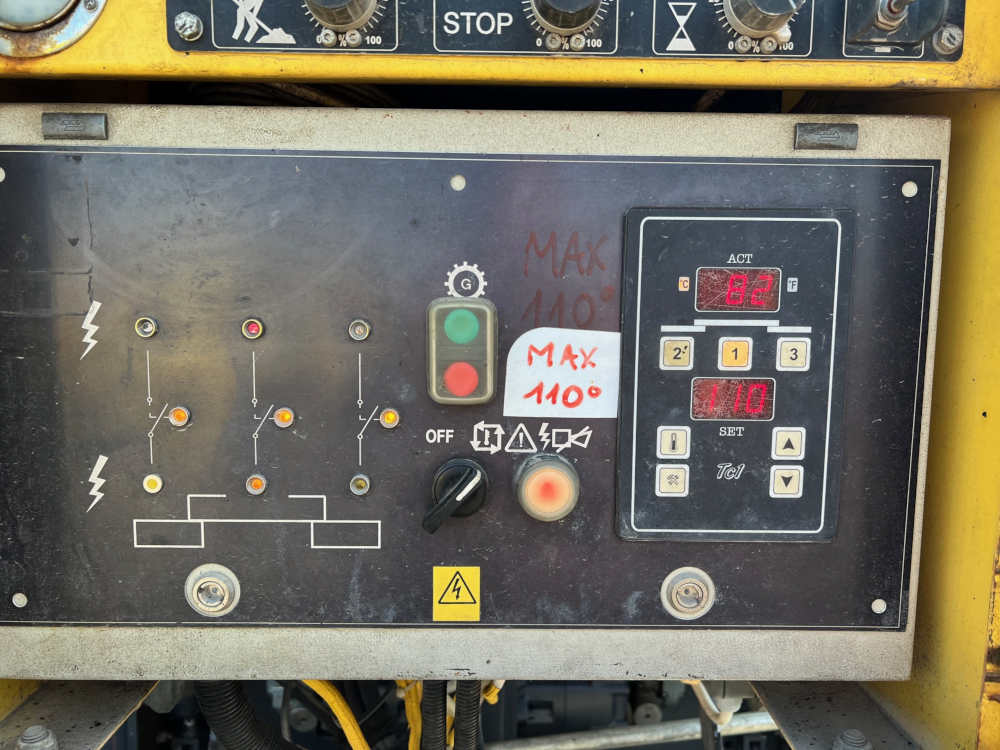 STOP
0 % 100
0 % 100
0 % 100
MAX
110°
G
MAX
110°
OFF
ACT
°C
82
°F
2
1
3
110
SET
Tc1